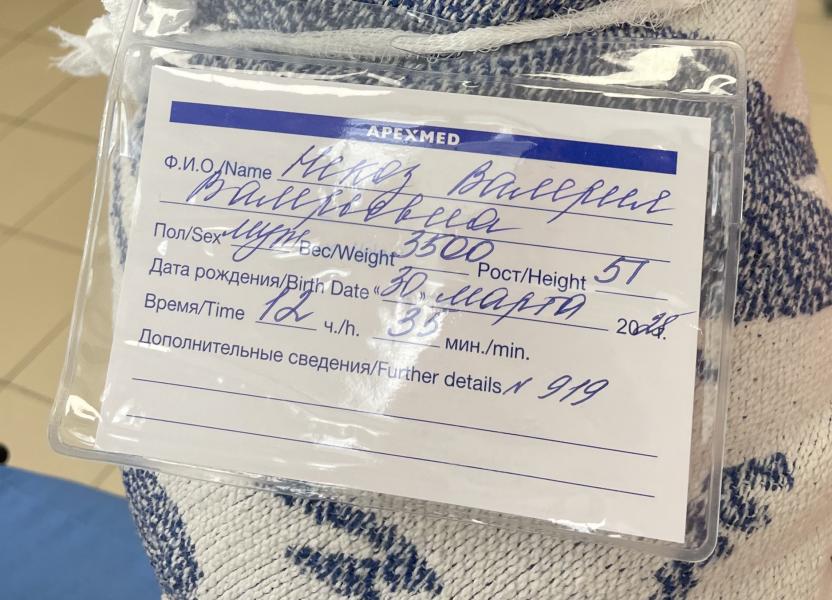 APEXMED
Ф.И.О./Name Чекоз Валерия
Валерьевна
Пол/Sex муж Вес/Weight 3500 Рост/Height 51
Дата рождения/Birth Date «30» марта 20 г.
Время/Time 12 ч./h. 35 мин./min.
Дополнительные сведения/Further details N 919